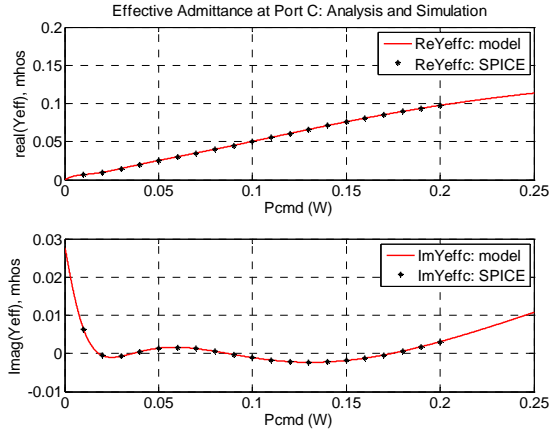 Effective Admittance at Port C: Analysis and Simulation
0.2
0.15
0.1
0.05
0
real(Yeff), mhos
ReYeffc: model
ReYeffc: SPICE
0 0.05 0.1 0.15 0.2 0.25
Pcmd (W)
0.03
0.02
0.01
0
-0.01
Imag(Yeff), mhos
ImYeffc: model
ImYeffc: SPICE
0 0.05 0.1 0.15 0.2 0.25
Pcmd (W)